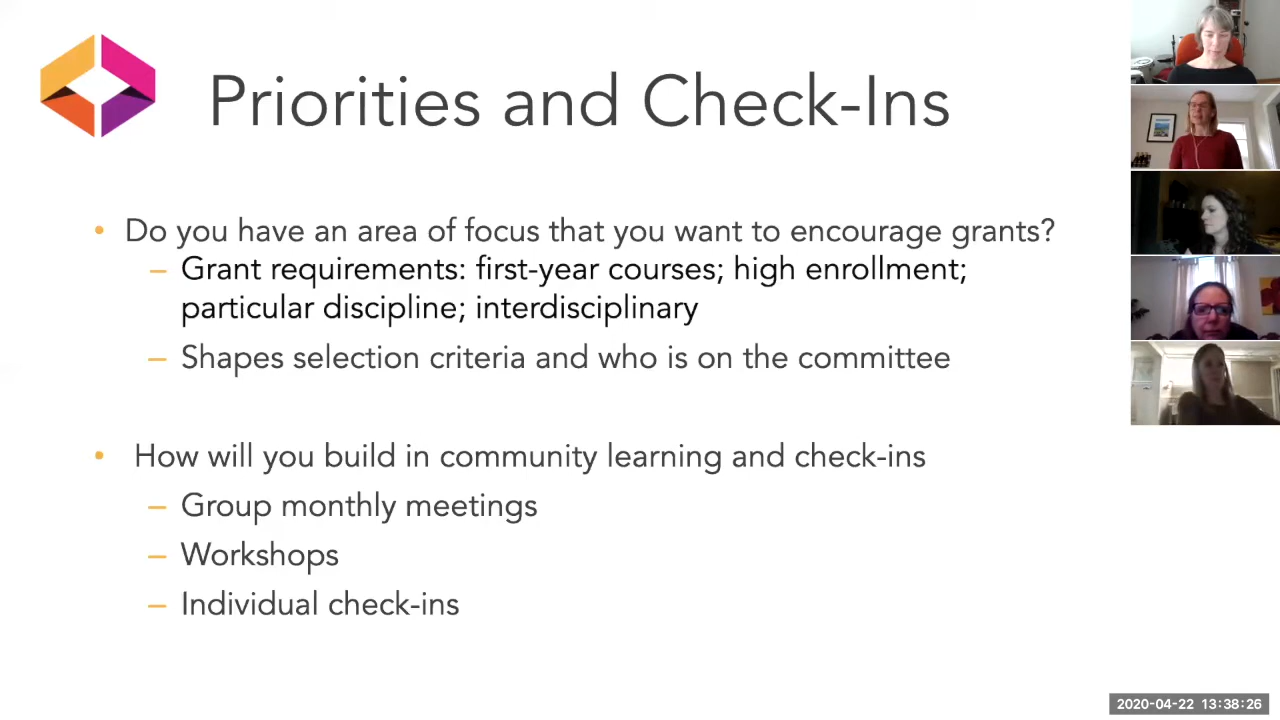 Priorities and Check-Ins
• Do you have an area of focus that you want to encourage grants?
– Grant requirements: first-year courses; high enrollment;
particular discipline; interdisciplinary
– Shapes selection criteria and who is on the committee
• How will you build in community learning and check-ins
– Group monthly meetings
– Workshops
– Individual check-ins
2020-04-22 13:38:26